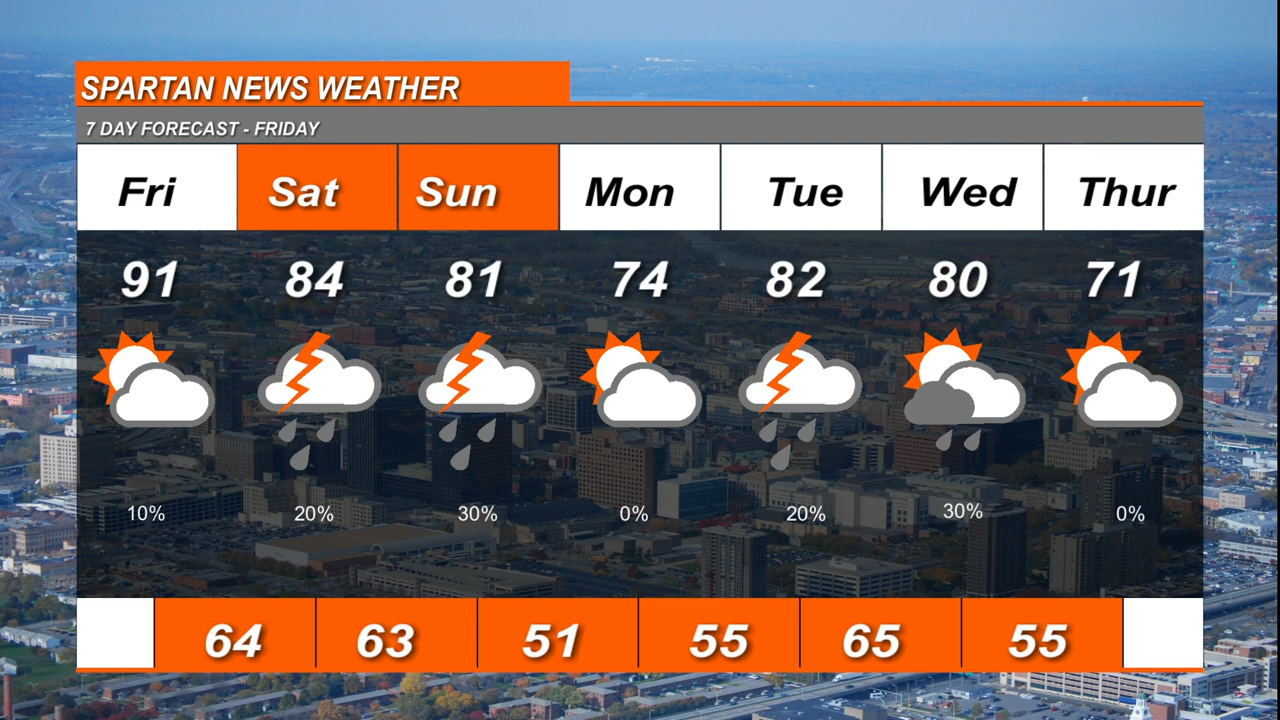 SPARTAN NEWS WEATHER
7 DAY FORECAST - FRIDAY
Fri Sat Sun Mon Tue Wed Thur
91 84 81 74 82 80 71
10% 20% 30% 0% 20% 30% 0%
64 63 51 55 65 55